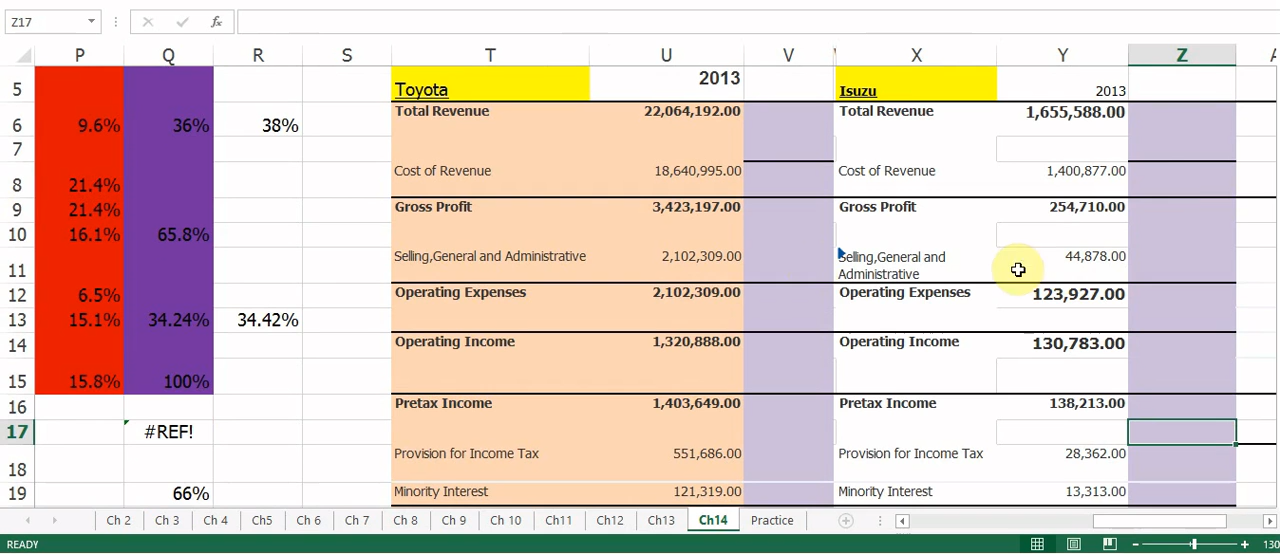 Z17 fx
P Q R S T U V X Y Z A
5 Toyota 2013 Isuzu 2013
6 9.6% 36% 38% Total Revenue 22,064,192.00 Total Revenue 1,655,588.00
7
8 21.4% Cost of Revenue 18,640,995.00 Cost of Revenue 1,400,877.00
9 21.4% Gross Profit 3,423,197.00 Gross Profit 254,710.00
10 16.1% 65.8%
11 Selling,General and Administrative 2,102,309.00 Selling,General and 44,878.00
Administrative
12 6.5% Operating Expenses 2,102,309.00 Operating Expenses 123,927.00
13 15.1% 34.24% 34.42%
14 Operating Income 1,320,888.00 Operating Income 130,783.00
15 15.8% 100%
16 Pretax Income 1,403,649.00 Pretax Income 138,213.00
17 #REF!
18 Provision for Income Tax 551,686.00 Provision for Income Tax 28,362.00
19 66% Minority Interest 121,319.00 Minority Interest 13,313.00
Ch 2 Ch 3 Ch 4 Ch5 Ch 6 Ch 7 Ch 8 Ch 9 Ch 10 Ch11 Ch12 Ch13 Ch14 Practice
READY 130